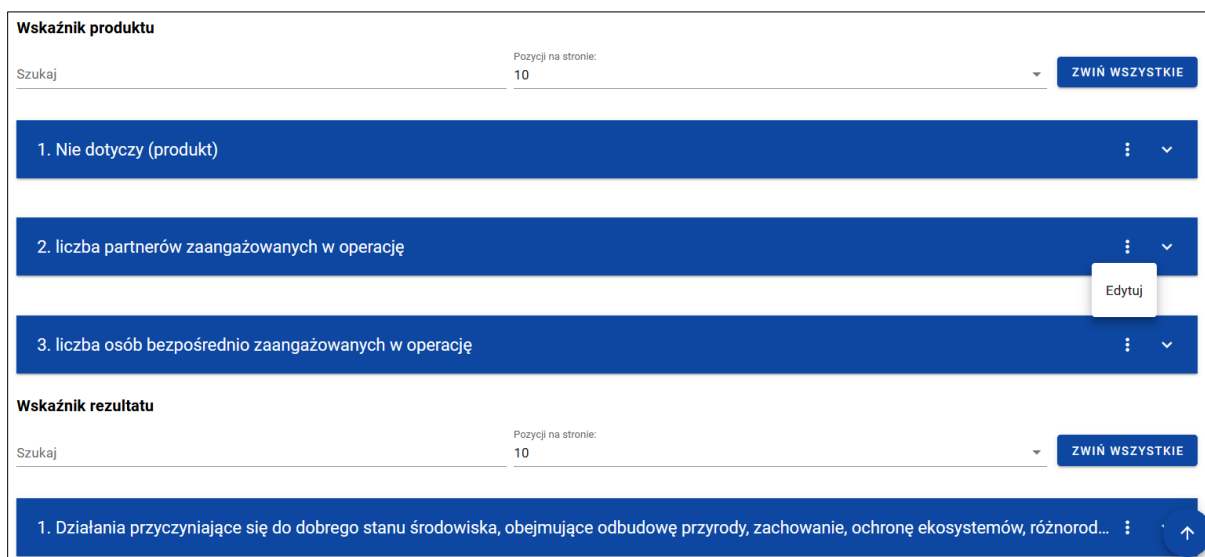 Wskaźnik produktu
Pozycji na stronie:
Szukaj
10
ZWIŃ WSZYSTKIE
1. Nie dotyczy (produkt)
2. liczba partnerów zaangażowanych w operację
Edytuj
3. liczba osób bezpośrednio zaangażowanych w operację
Wskaźnik rezultatu
Pozycji na stronie:
Szukaj
10
ZWIŃ WSZYSTKIE
1. Działania przyczyniające się do dobrego stanu środowiska, obejmujące odbudowę przyrody, zachowanie, ochronę ekosystemów, różnorod...